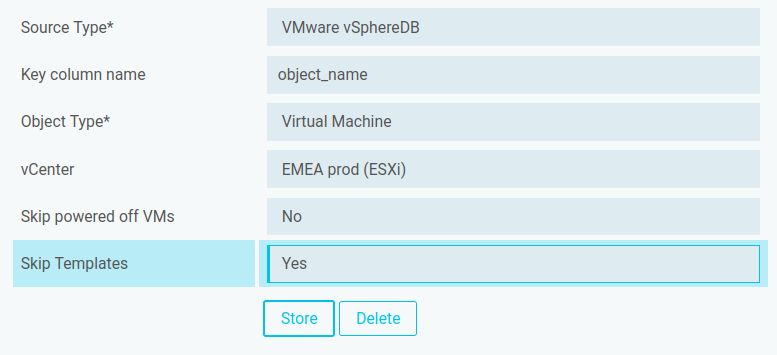 Source Type* VMware vSphereDB
Key column name object_name
Object Type* Virtual Machine
vCenter EMEA prod (ESXi)
Skip powered off VMs No
Skip Templates Yes
Store Delete